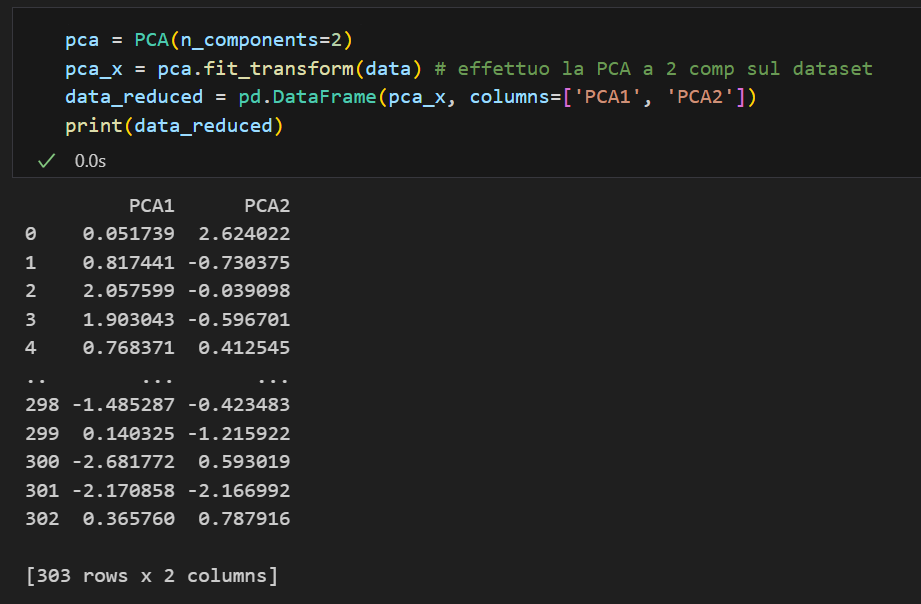 pca = PCA(n_components=2)
pca_x = pca.fit_transform(data) # effettuo la PCA a 2 comp sul dataset
data_reduced = pd.DataFrame(pca_x, columns=['PCA1', 'PCA2'])
print(data_reduced)
✓ 0.0s
PCA1 PCA2
0 0.051739 2.624022
1 0.817441 -0.730375
2 2.057599 -0.039098
3 1.903043 -0.596701
4 0.768371 0.412545
.. ... ...
298 -1.485287 -0.423483
299 0.140325 -1.215922
300 -2.681772 0.593019
301 -2.170858 -2.166992
302 0.365760 0.787916
[303 rows x 2 columns]